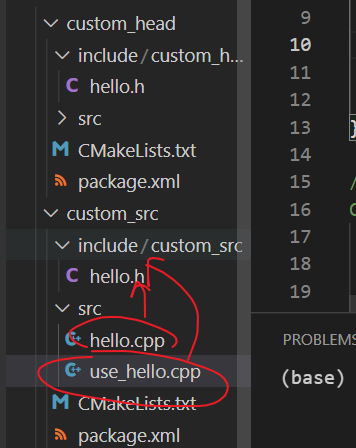 custom_head
include/custom_h...
C hello.h
src
M CMakeLists.txt
package.xml
custom_src
include/custom_src
C hello.h
src
hello.cpp
use_hello.cpp
CMakeLists.txt
package.xml
9
10
11
12
13
14
15
16
17
18
19
}
/
PROBLEMS
(base)